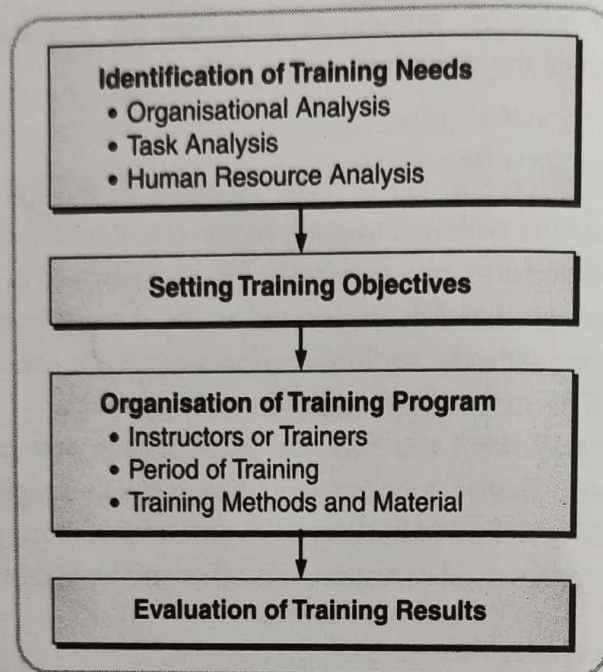 Identification of Training Needs
• Organisational Analysis
• Task Analysis
• Human Resource Analysis
Setting Training Objectives
Organisation of Training Program
• Instructors or Trainers
• Period of Training
• Training Methods and Material
Evaluation of Training Results